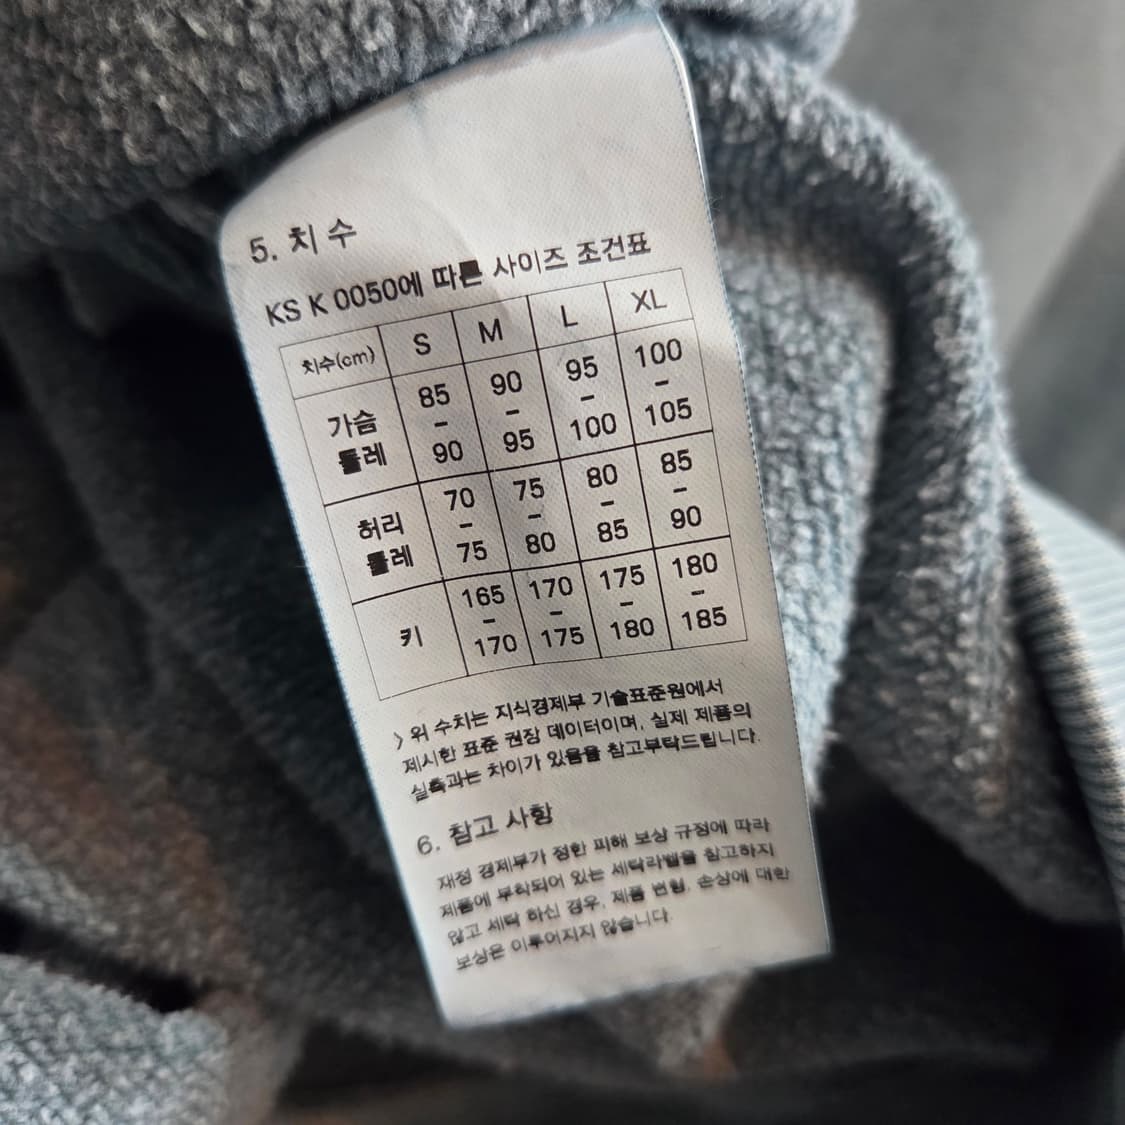 5. 치 수
KS K 0050에 따른 사이즈 조건표
치수(cm) S M L XL
가슴 둘레 85 - 90 90 - 95 95 - 100 100 - 105
허리 둘레 70 - 75 75 - 80 80 - 85 85 - 90
키 165 - 170 170 - 175 175 - 180 180 - 185
> 위 수치는 지식경제부 기술표준원에서
제시한 표준 권장 데이터이며, 실제 제품의
실측과는 차이가 있음을 참고부탁드립니다.
6. 참고 사항
재정 경제부가 정한 피해 보상 규정에 따라
제품에 부착되어 있는 세탁라벨을 참고하지
않고 세탁 하신 경우, 제품 변형, 손상에 대한
보상은 이루어지지 않습니다.